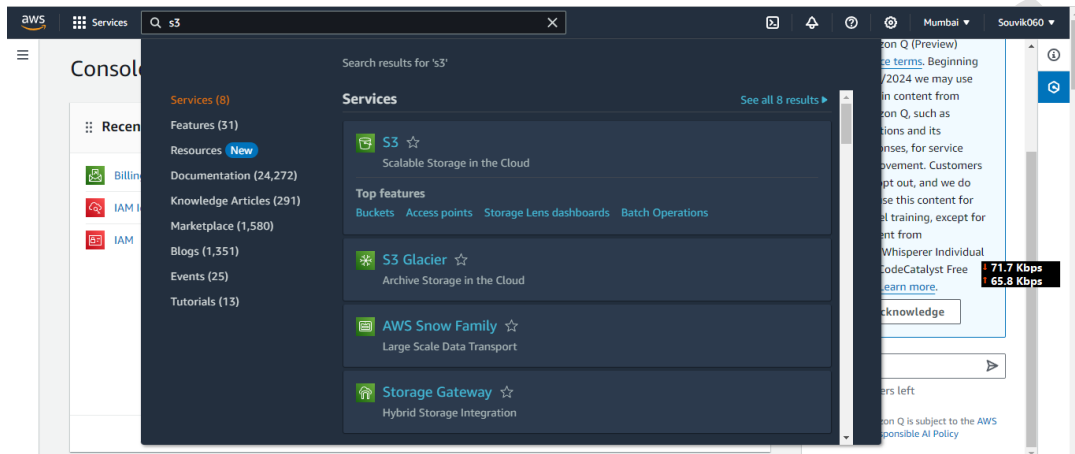 aws
Services
s3
Mumbai
Souvik060
Consol
Recen
Billin
IAM I
IAM
Services (8)
Features (31)
Resources New
Documentation (24,272)
Knowledge Articles (291)
Marketplace (1,580)
Blogs (1,351)
Events (25)
Tutorials (13)
Search results for 's3'
Services
See all 8 results
S3
Scalable Storage in the Cloud
Top features
Buckets Access points Storage Lens dashboards Batch Operations
S3 Glacier
Archive Storage in the Cloud
AWS Snow Family
Large Scale Data Transport
Storage Gateway
Hybrid Storage Integration
zon Q (Preview)
ce terms. Beginning
/2024 we may use
in content from
zon Q, such as
tions and its
onses, for service
ovement. Customers
pt out, and we do
se this content for
el training, except for
ent from
Whisperer Individual
CodeCatalyst Free
earn more.
cknowledge
71.7 Kbps
65.8 Kbps
ers left
zon Q is subject to the AWS
sponsible AI Policy